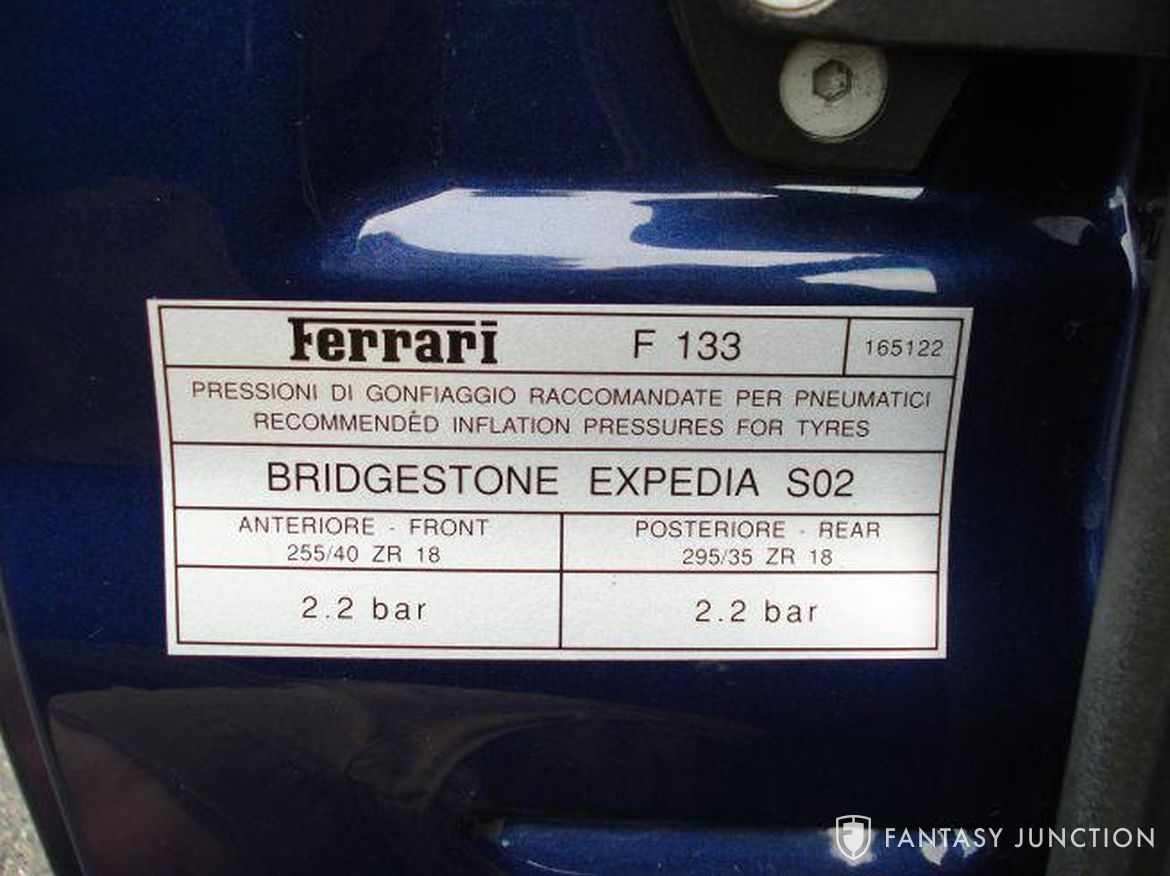 Ferrari F 133 165122
PRESSIONI DI GONFIAGGIO RACCOMANDATE PER PNEUMATICI
RECOMMENDED INFLATION PRESSURES FOR TYRES
BRIDGESTONE EXPEDIA S02
ANTERIORE - FRONT
255/40 ZR 18
POSTERIORE - REAR
295/35 ZR 18
2.2 bar
2.2 bar
FANTASY JUNCTION